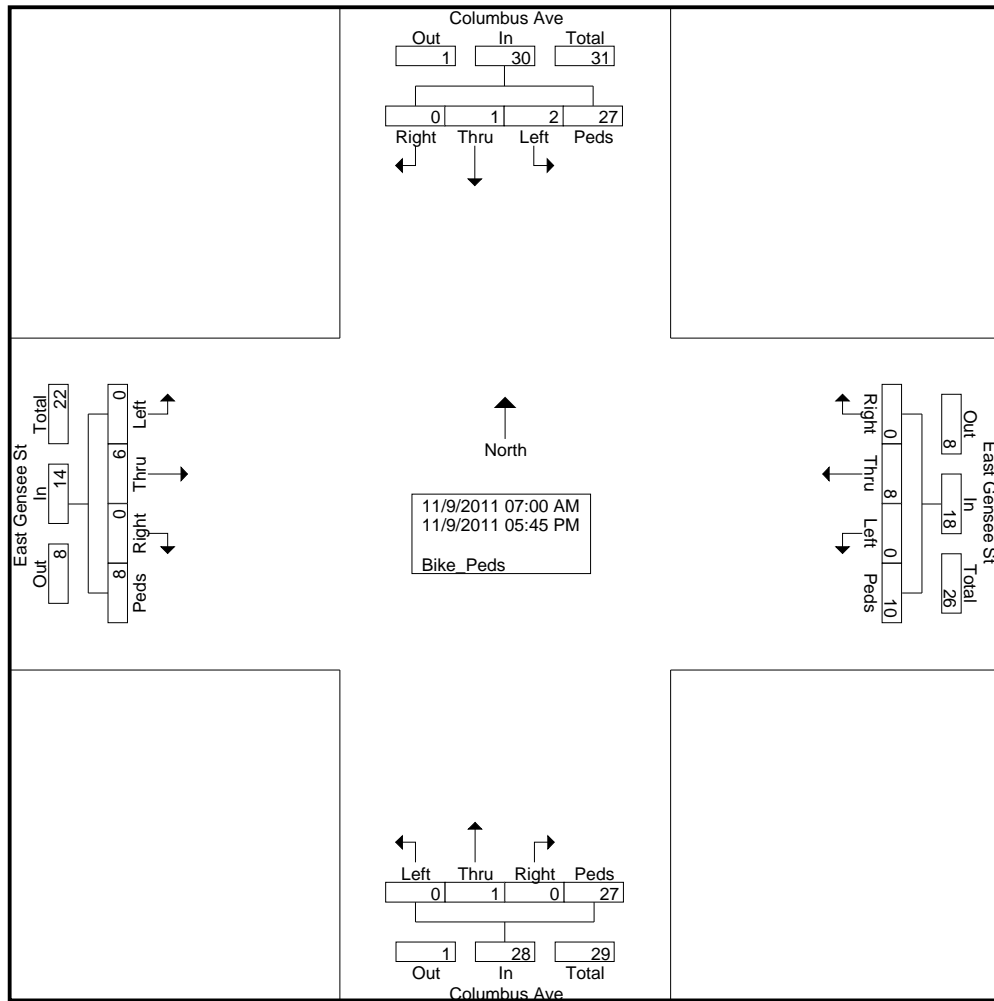 Columbus Ave
Out In Total
1 30 31
0 1 2 27
Right Thru Left Peds
East Gensee St
Total In Out
22 14 8
0 6 0 8
Left Thru Right Peds
North
11/9/2011 07:00 AM
11/9/2011 05:45 PM
Bike_Peds
Right Thru Left Peds
0 8 0 10
Out In Total
8 18 26
East Gensee St
Left Thru Right Peds
0 1 0 27
1 28 29
Out In Total
Columbus Ave